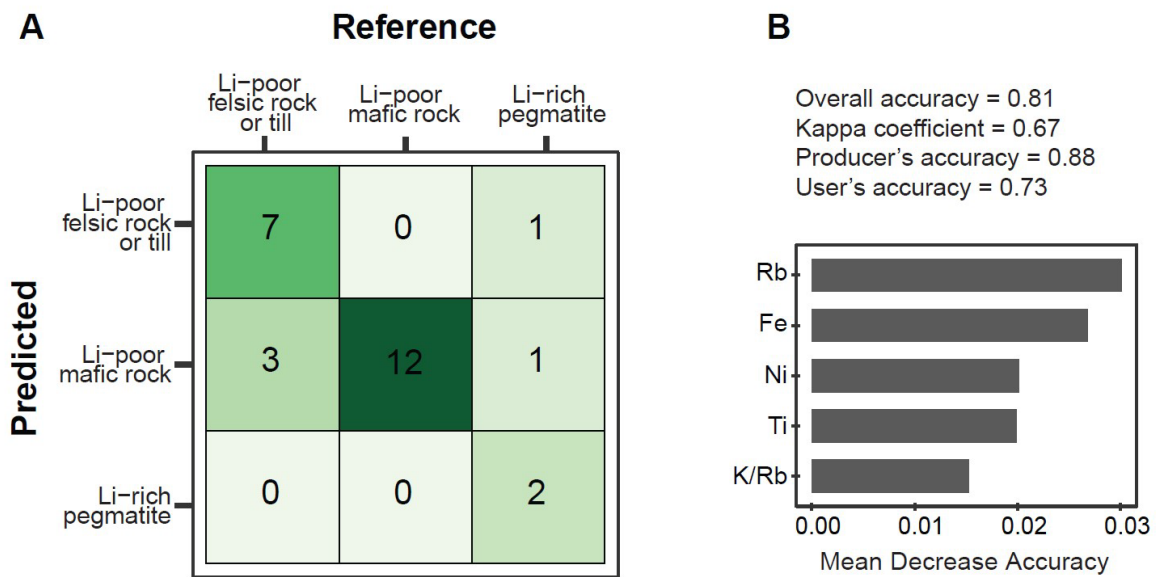 A
Reference
Li−poor
felsic rock
or till
Li−poor
mafic rock
Li−rich
pegmatite
Predicted
Li−poor
felsic rock
or till
7
0
1
Li−poor
mafic rock
3
12
1
Li−rich
pegmatite
0
0
2
B
Overall accuracy = 0.81
Kappa coefficient = 0.67
Producer's accuracy = 0.88
User's accuracy = 0.73
Rb
Fe
Ni
Ti
K/Rb
0.00 0.01 0.02 0.03
Mean Decrease Accuracy